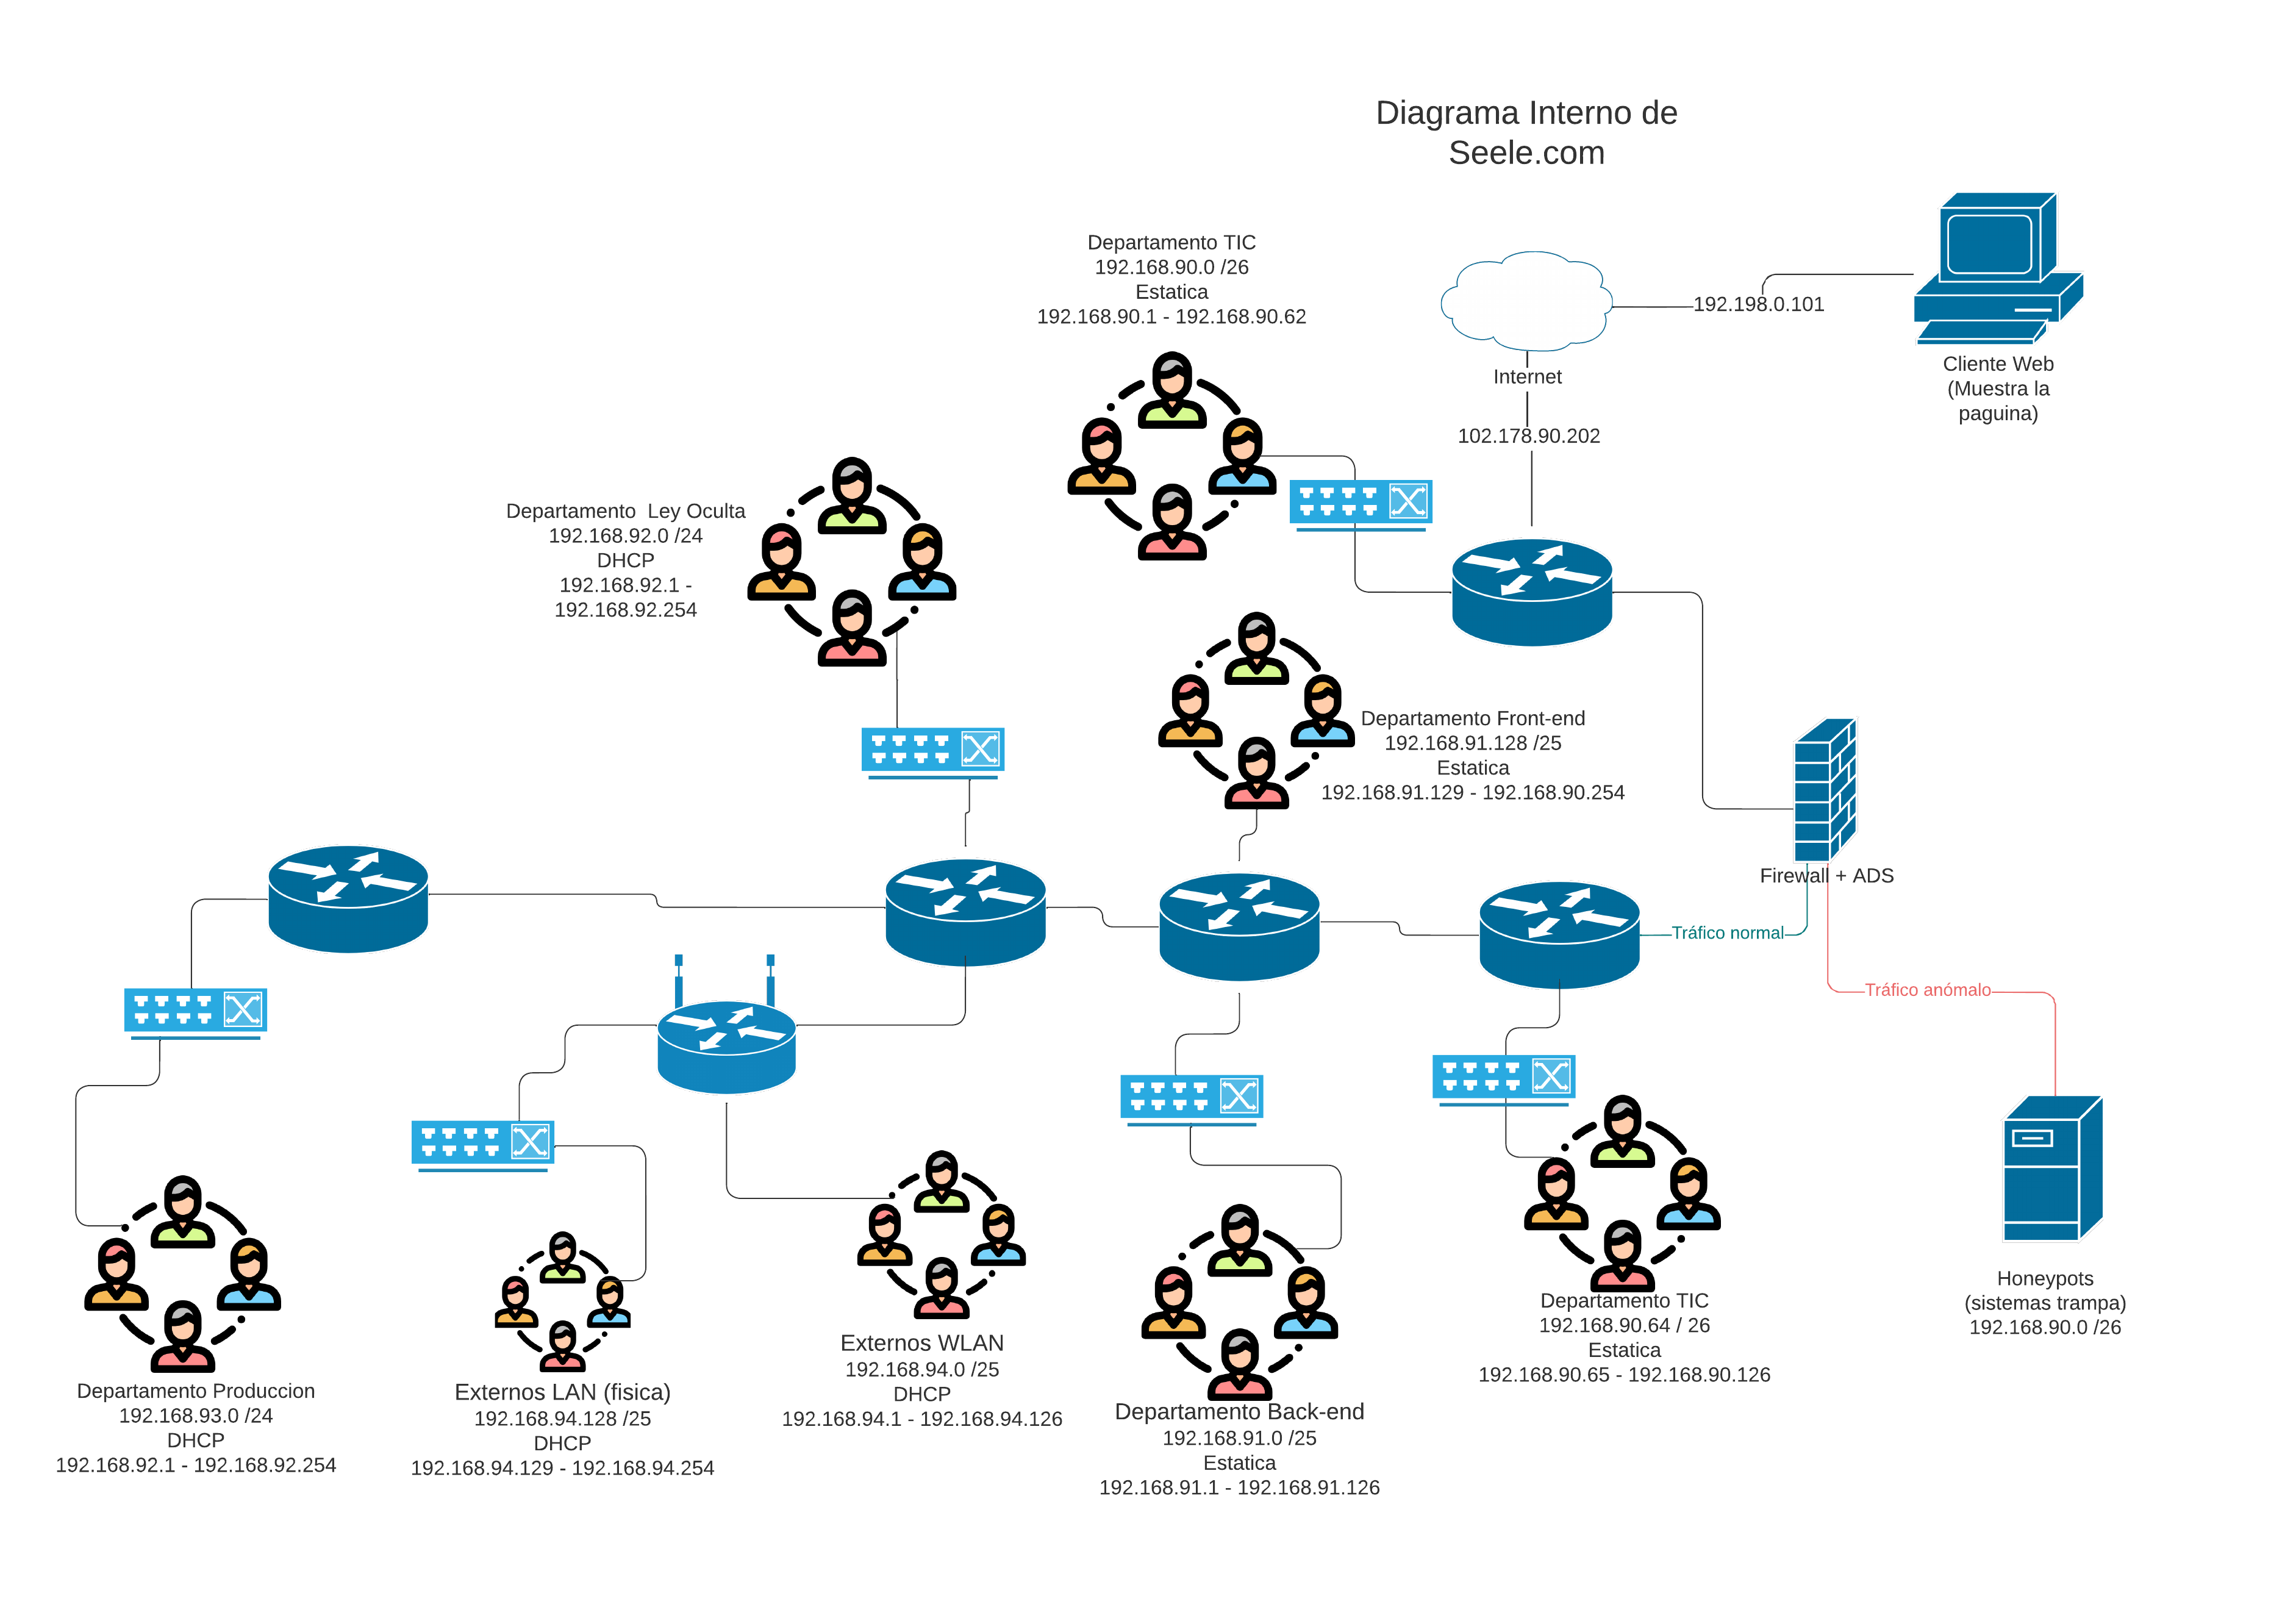 Diagrama Interno de
Seele.com
Departamento TIC
192.168.90.0 /26
Estatica
192.168.90.1 - 192.168.90.62
192.198.0.101
Cliente Web
(Muestra la
paguina)
Internet
102.178.90.202
Departamento  Ley Oculta
192.168.92.0 /24
DHCP
192.168.92.1 -
192.168.92.254
Departamento Front-end
192.168.91.128 /25
Estatica
192.168.91.129 - 192.168.90.254
Firewall + ADS
Tráfico normal
Tráfico anómalo
Honeypots
(sistemas trampa)
192.168.90.0 /26
Departamento TIC
192.168.90.64 / 26
Estatica
192.168.90.65 - 192.168.90.126
Externos WLAN
192.168.94.0 /25
DHCP
192.168.94.1 - 192.168.94.126
Departamento Back-end
192.168.91.0 /25
Estatica
192.168.91.1 - 192.168.91.126
Externos LAN (fisica)
192.168.94.128 /25
DHCP
192.168.94.129 - 192.168.94.254
Departamento Produccion
192.168.93.0 /24
DHCP
192.168.92.1 - 192.168.92.254